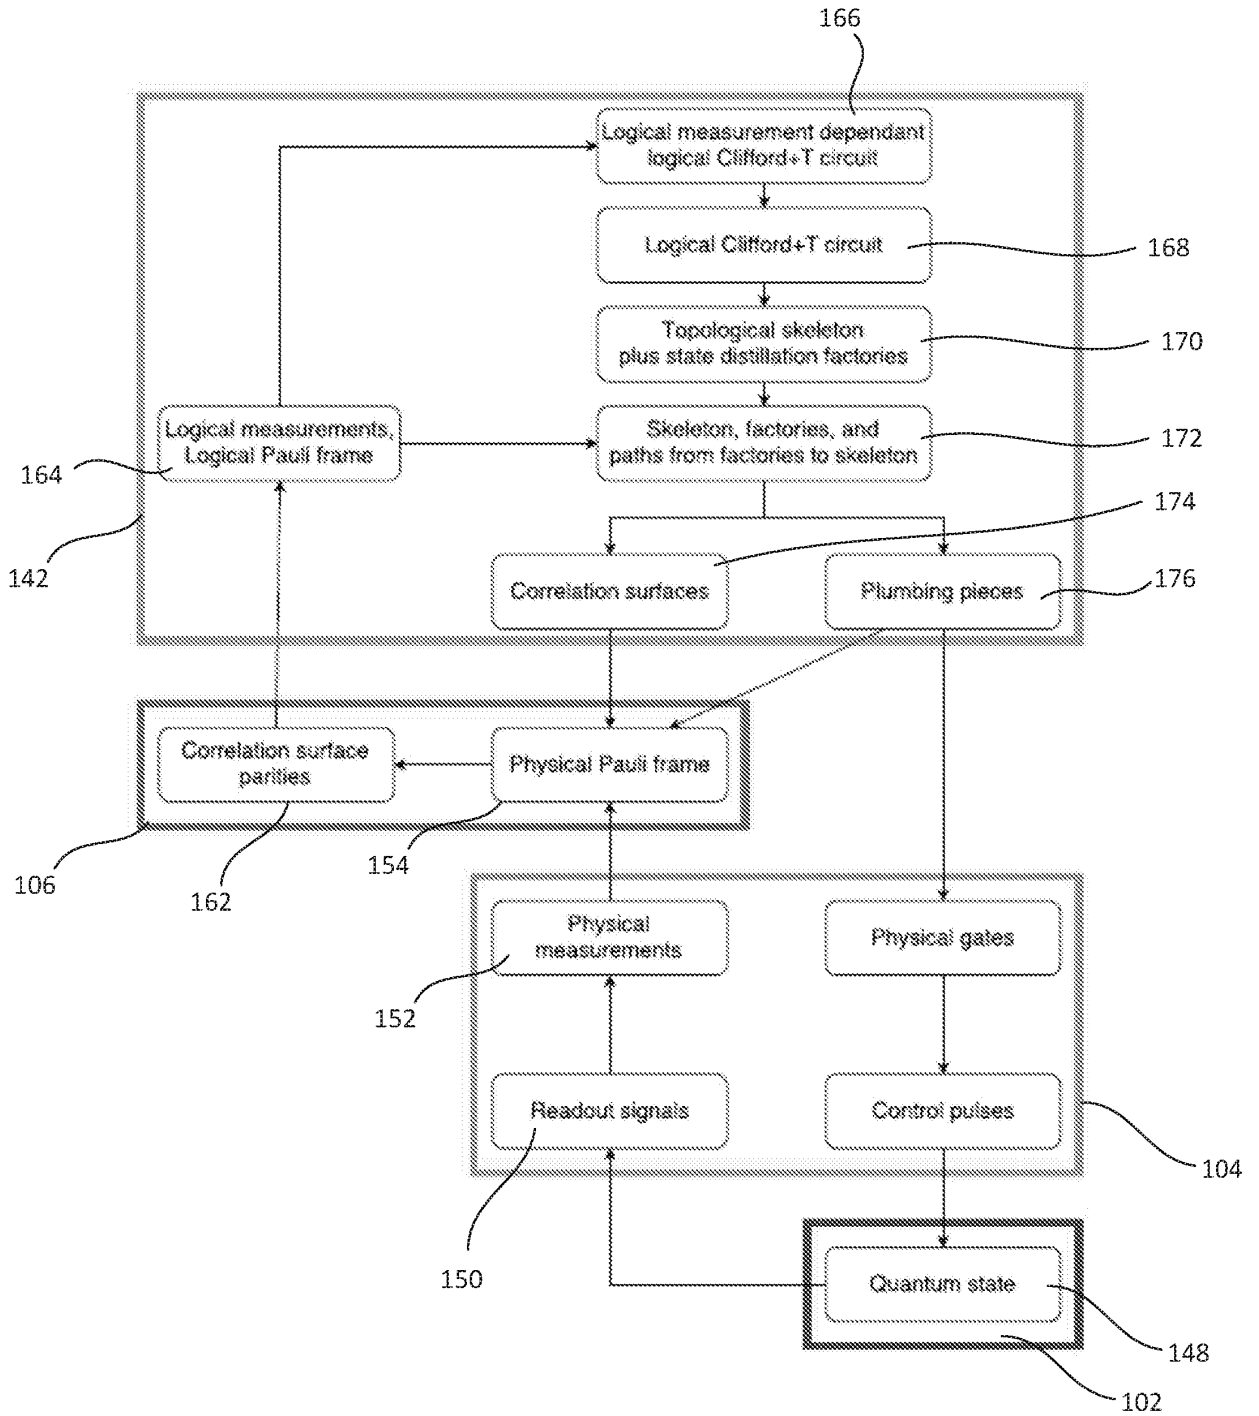 166
Logical measurement dependant
logical Clifford+T circuit
Logical Clifford+T circuit
168
Topological skeleton
plus state distillation factories
170
Logical measurements,
Logical Pauli frame
164
Skeleton, factories, and
paths from factories to skeleton
172
174
142
Correlation surfaces
Plumbing pieces
176
Correlation surface
parities
Physical Pauli frame
106
162
154
Physical
measurements
Physical gates
152
Readout signals
Control pulses
104
150
Quantum state
148
102